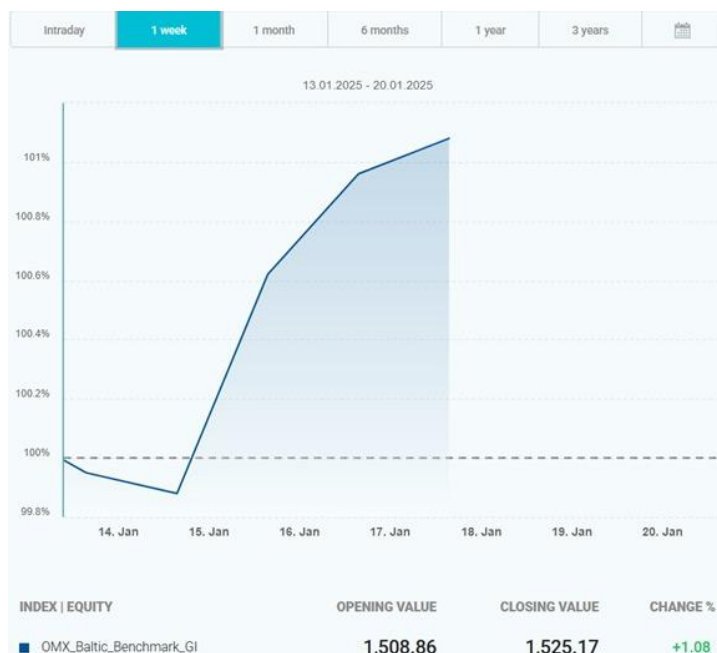 Intraday 1 week 1 month 6 months 1 year 3 years
13.01.2025 - 20.01.2025
101%
100.8%
100.6%
100.4%
100.2%
100%
99.8%
14. Jan 15. Jan 16. Jan 17. Jan 18. Jan 19. Jan 20. Jan
INDEX | EQUITY OPENING VALUE CLOSING VALUE CHANGE %
OMX_Baltic_Benchmark_GI 1,508.86 1,525.17 +1.08